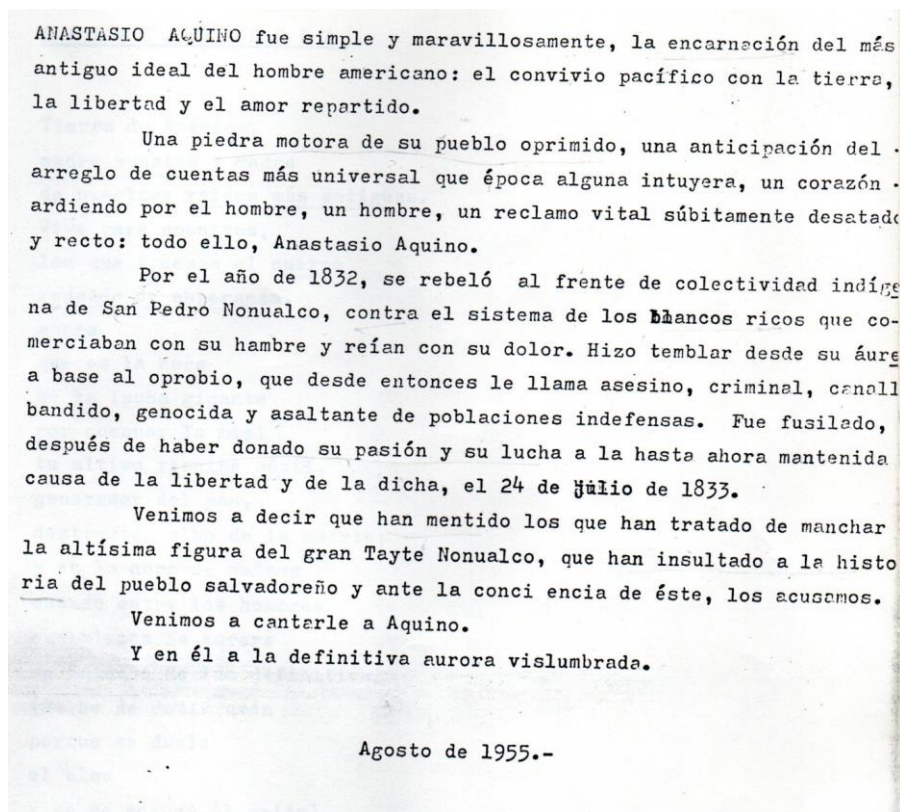 ANASTASIO AQUINO fue simple y maravillosamente, la encarnación del más
antiguo ideal del hombre americano: el convivio pacífico con la tierra,
la libertad y el amor repartido.
Una piedra motora de su pueblo oprimido, una anticipación del
arreglo de cuentas más universal que época alguna intuyera, un corazón
ardiendo por el hombre, un hombre, un reclamo vital súbitamente desatado
y recto: todo ello, Anastasio Aquino.
Por el año de 1832, se rebeló al frente de colectividad indíge
na de San Pedro Nonualco, contra el sistema de los blancos ricos que co-
merciaban con su hambre y reían con su dolor. Hizo temblar desde su áure
a base al oprobio, que desde entonces le llama asesino, criminal, canall
bandido, genocida y asaltante de poblaciones indefensas. Fue fusilado,
después de haber donado su pasión y su lucha a la hasta ahora mantenida
causa de la libertad y de la dicha, el 24 de julio de 1833.
Venimos a decir que han mentido los que han tratado de manchar
la altísima figura del gran Tayte Nonualco, que han insultado a la histo
ria del pueblo salvadoreño y ante la conci encia de éste, los acusamos.
Venimos a cantarle a Aquino.
Y en él a la definitiva aurora vislumbrada.
Agosto de 1955.-